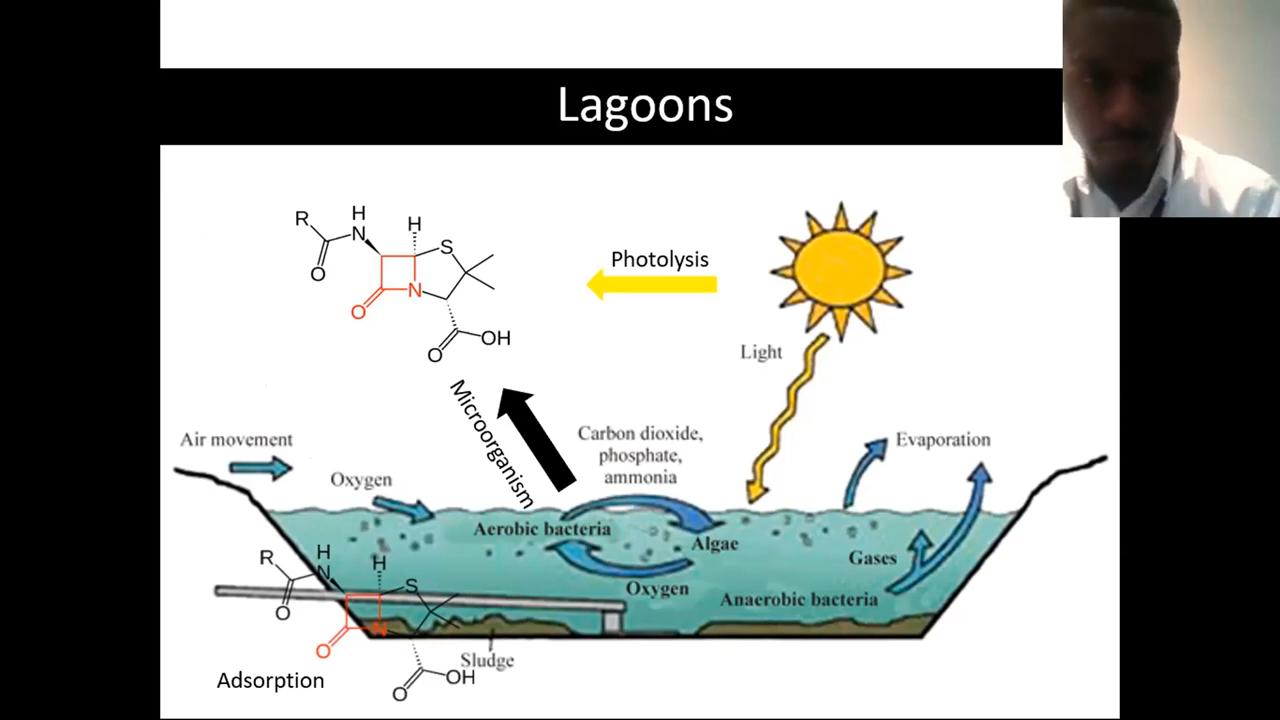 Lagoons
R
H
N
H
S
O
N
O
O
OH
Photolysis
Light
Microorganism
Air movement
Oxygen
Carbon dioxide,
phosphate,
ammonia
Evaporation
Aerobic bacteria
Algae
Oxygen
Gases
Anaerobic bacteria
R
H
N
H
S
O
N
O
O
OH
Sludge
Adsorption